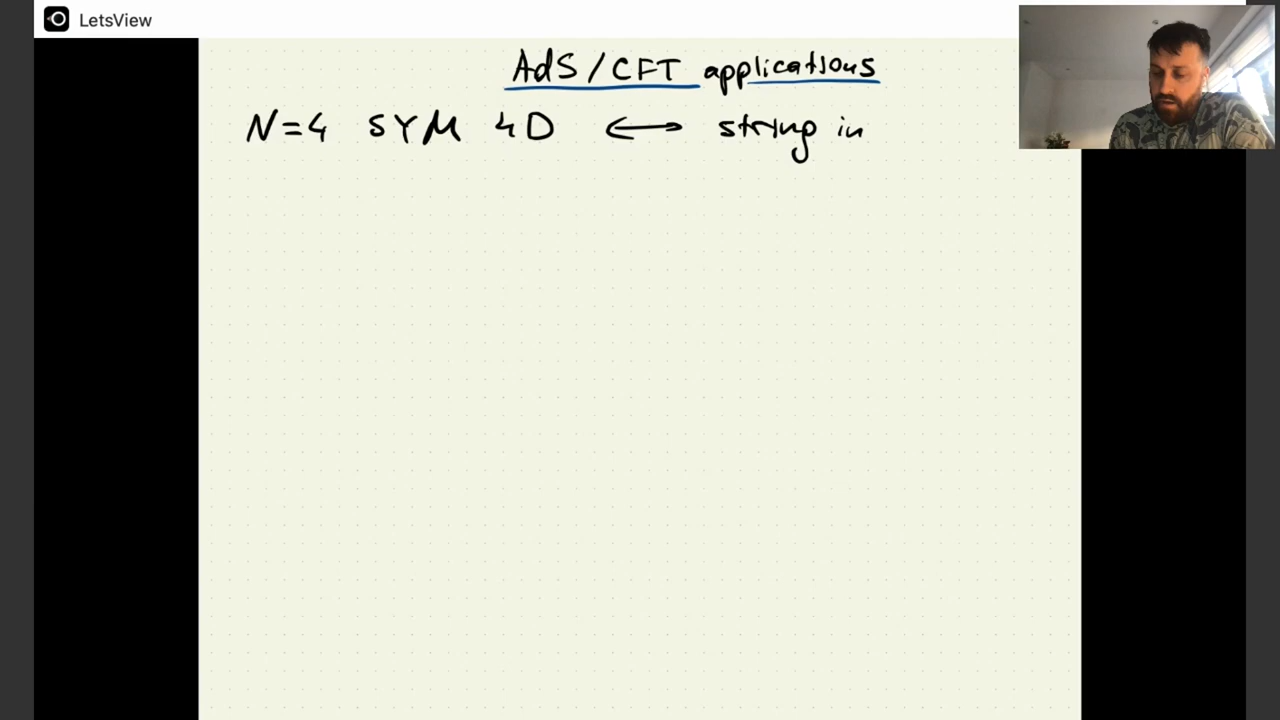 LetsView
AdS/CFT applications
N=4 SYM 4D ⟷ string in